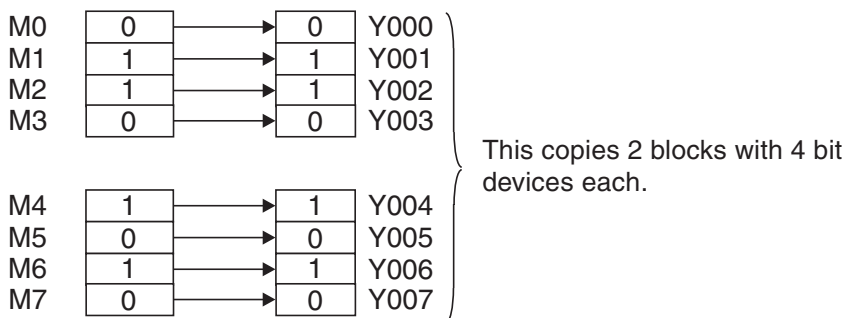 M0 0 0 Y000
M1 1 1 Y001
M2 1 1 Y002
M3 0 0 Y003
This copies 2 blocks with 4 bit
devices each.
M4 1 1 Y004
M5 0 0 Y005
M6 1 1 Y006
M7 0 0 Y007